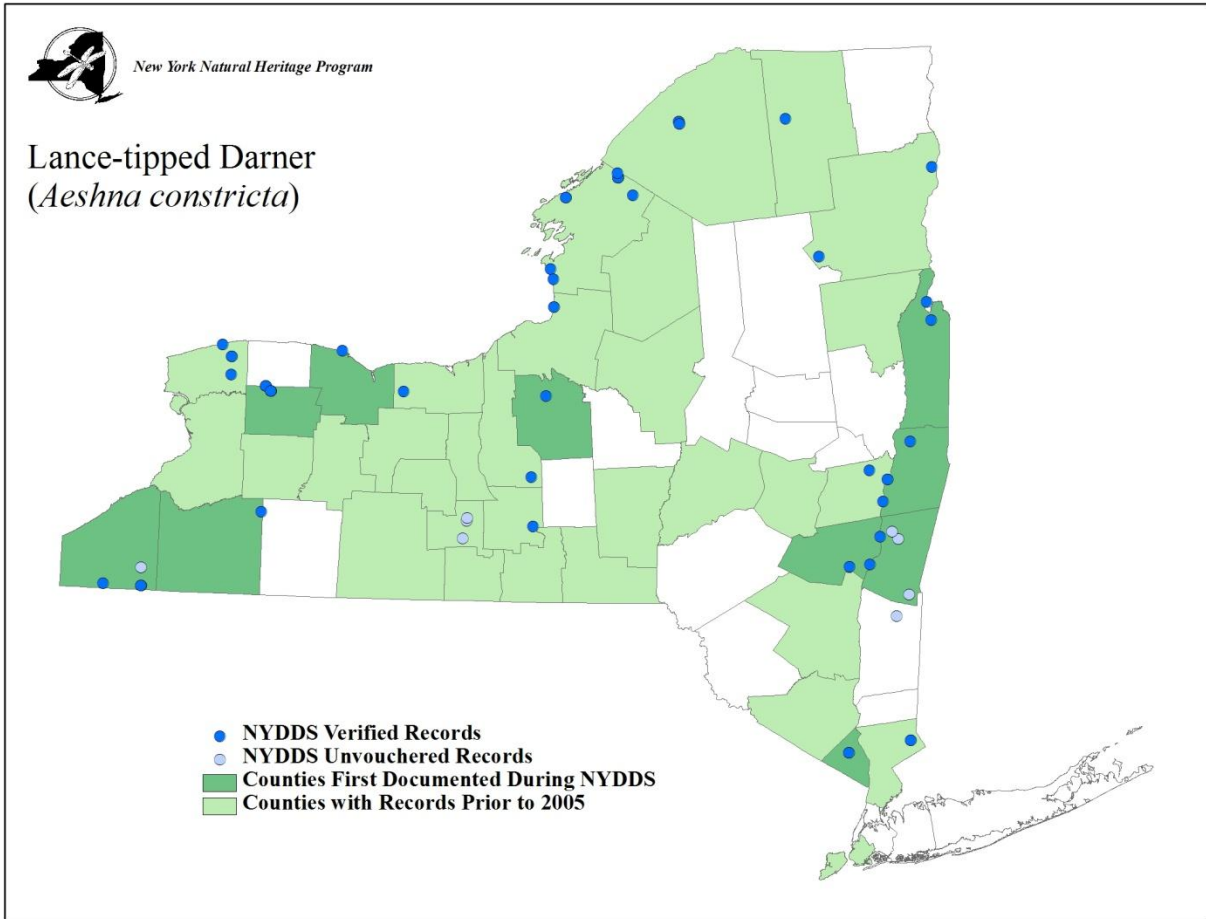 New York Natural Heritage Program
Lance-tipped Darner
(Aeshna constricta)
NYDDS Verified Records
NYDDS Unvouchered Records
Counties First Documented During NYDDS
Counties with Records Prior to 2005